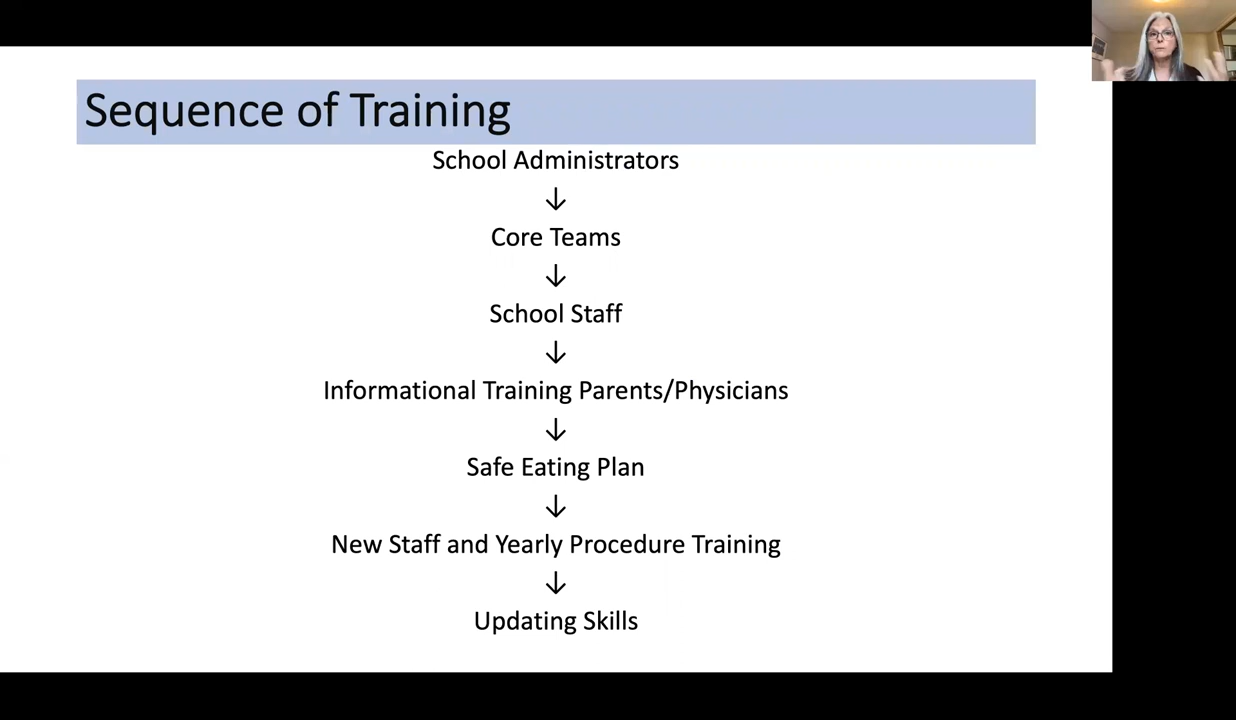 Sequence of Training
School Administrators
↓
Core Teams
↓
School Staff
↓
Informational Training Parents/Physicians
↓
Safe Eating Plan
↓
New Staff and Yearly Procedure Training
↓
Updating Skills